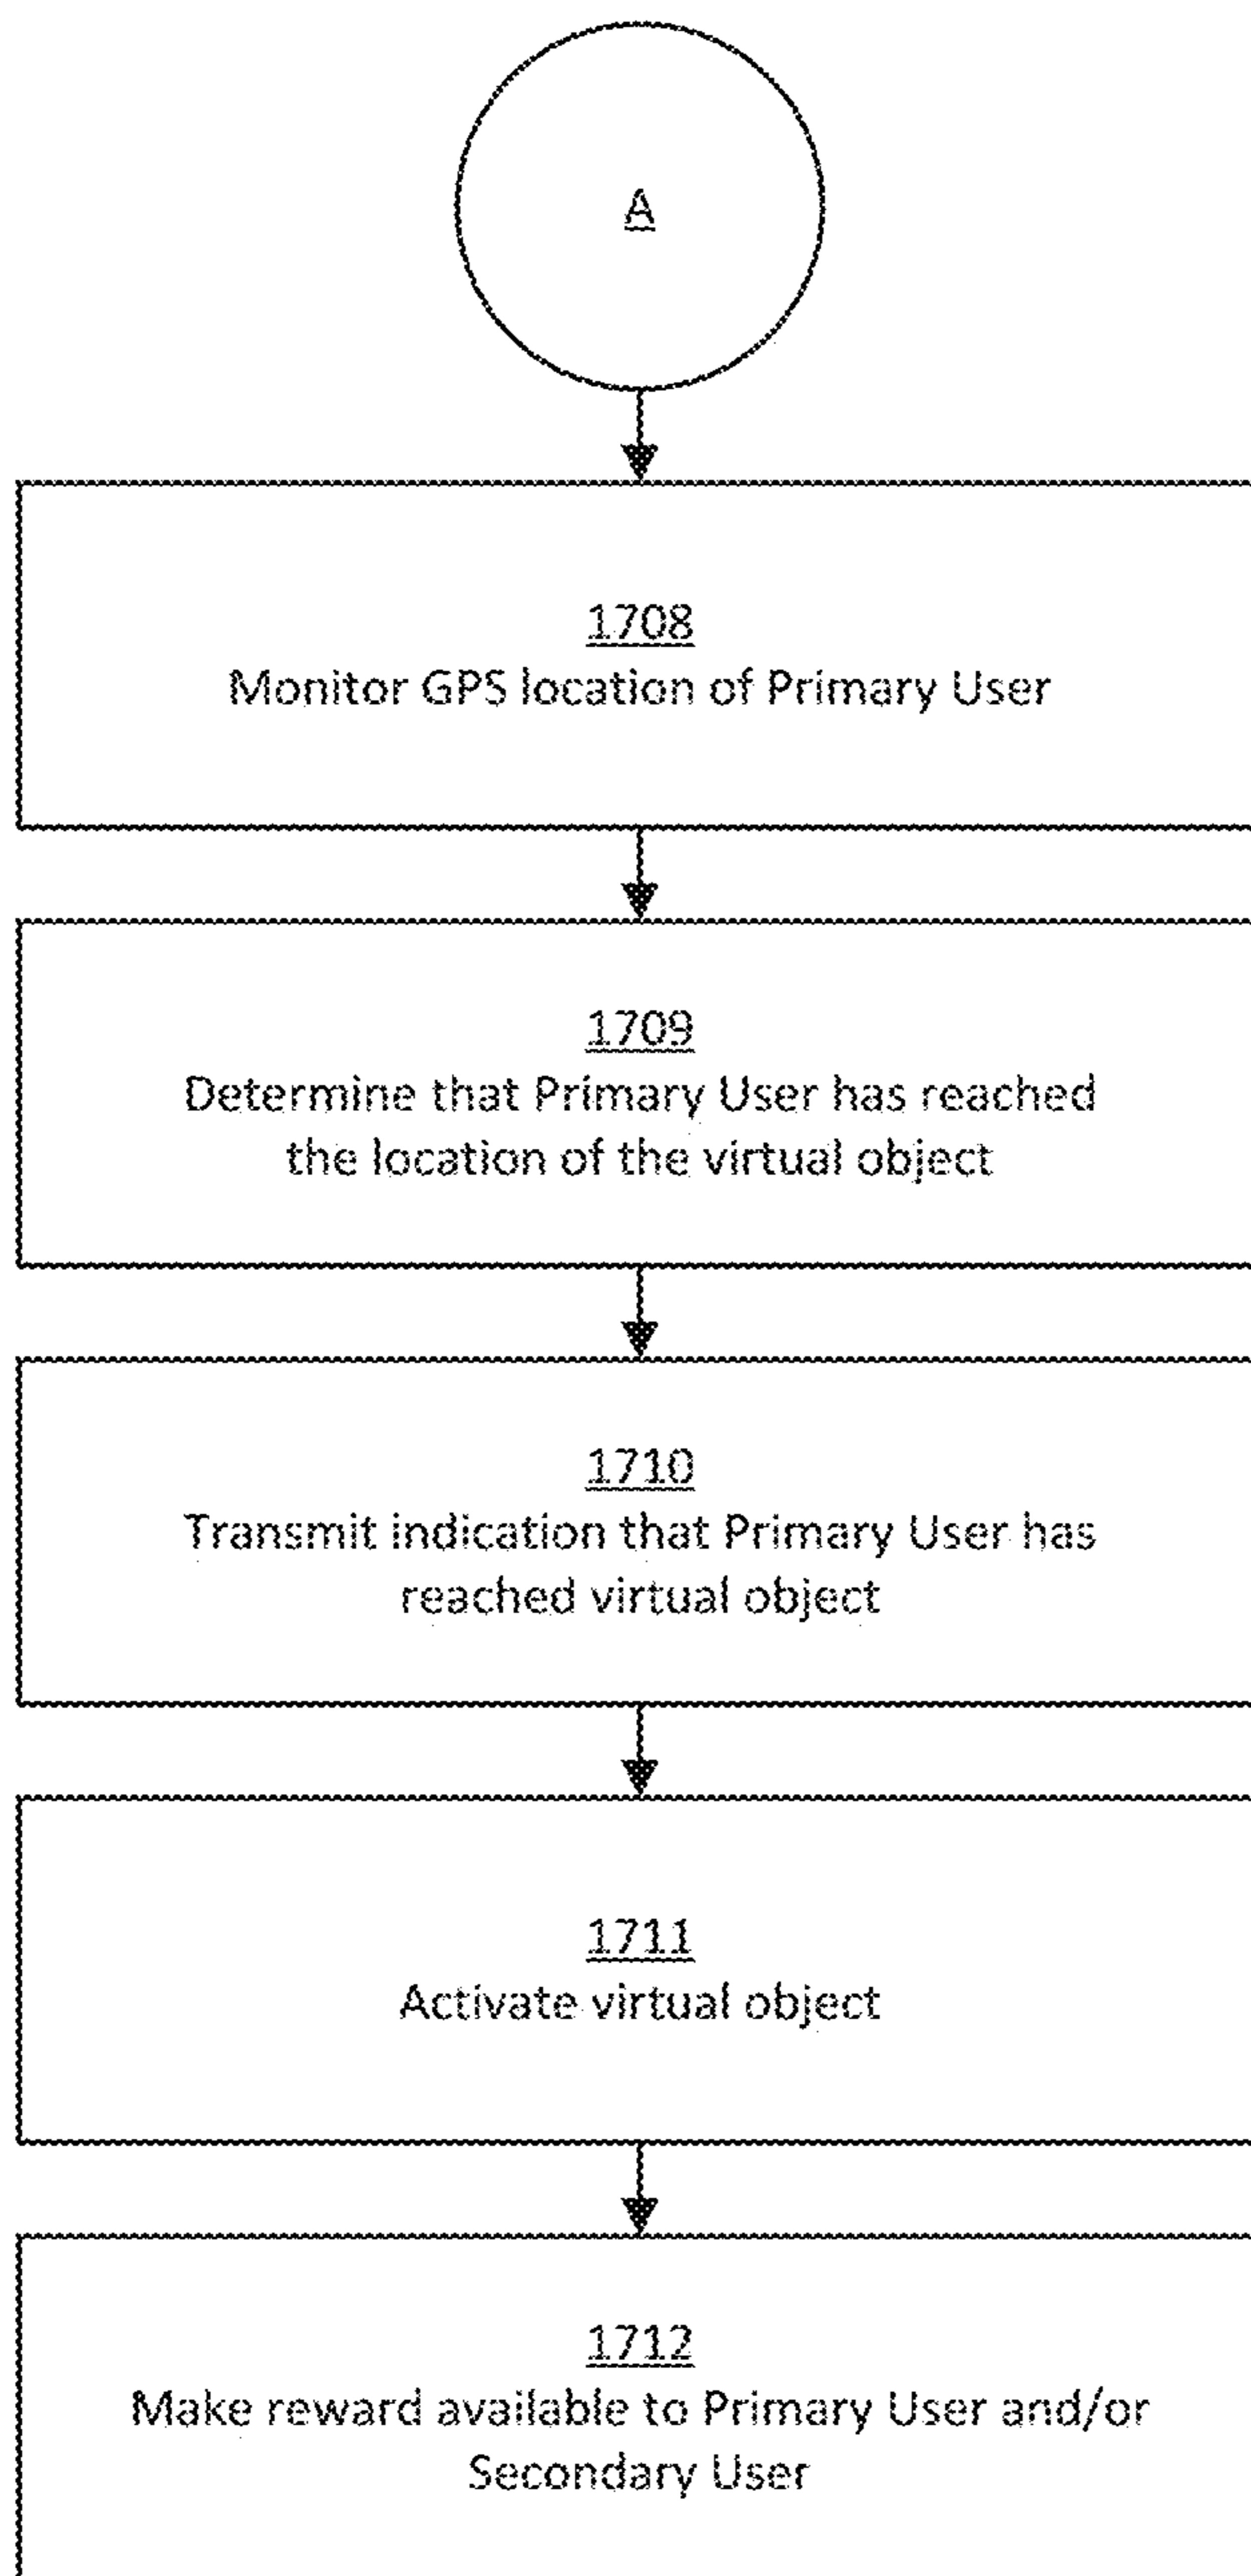 A
1708
Monitor GPS location of Primary User
1709
Determine that Primary User has reached
the location of the virtual object
1710
Transmit indication that Primary User has
reached virtual object
1711
Activate virtual object
1712
Make reward available to Primary User and/or
Secondary User